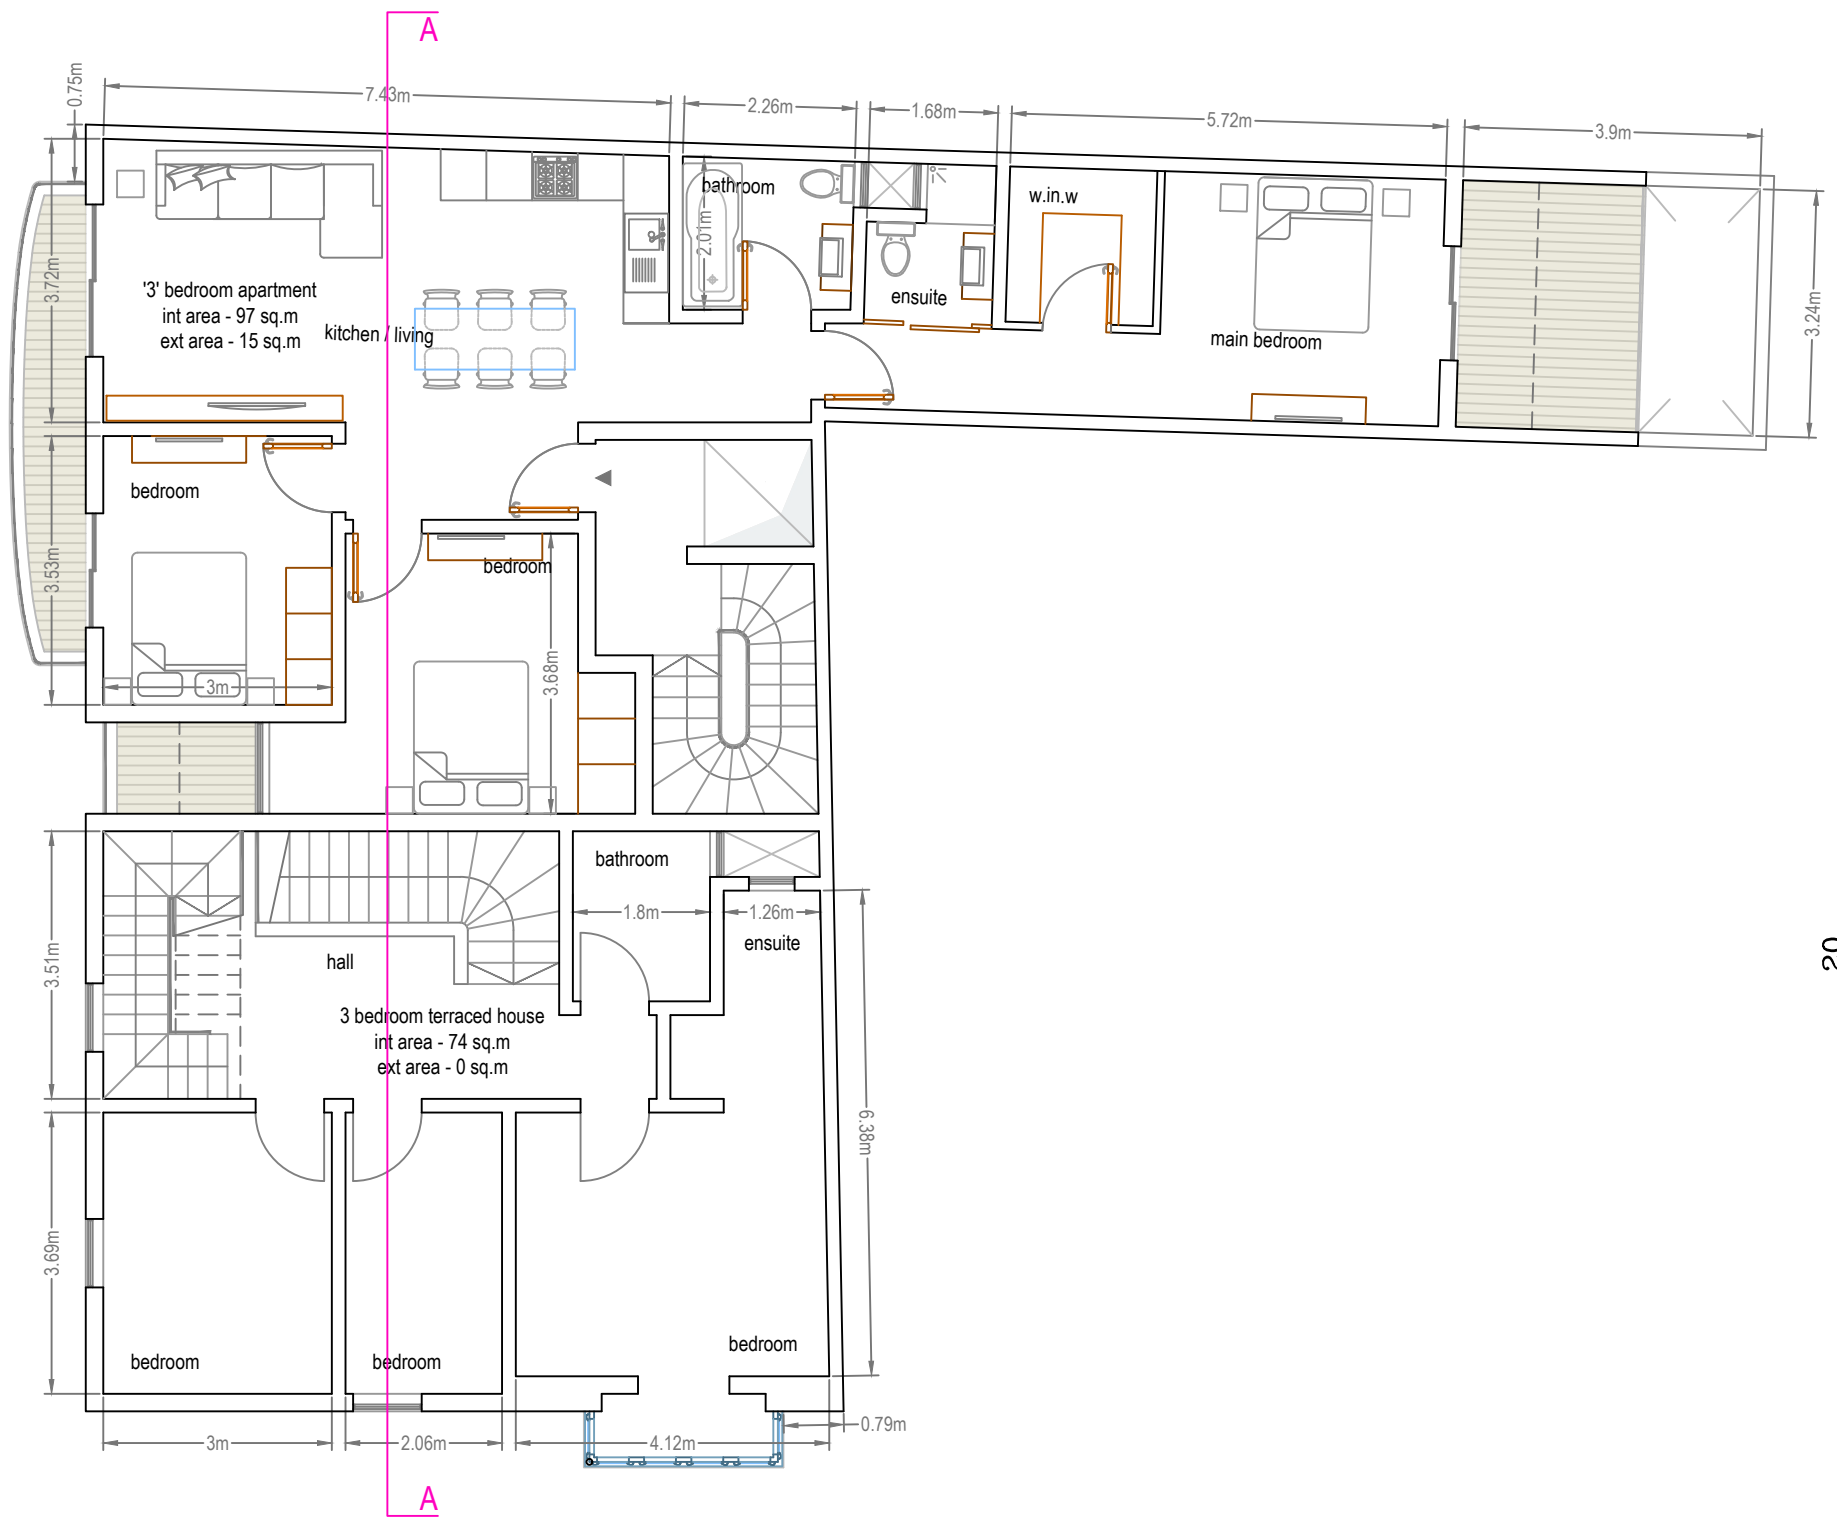 A
0.75m
7.43m
2.26m
1.68m
5.72m
3.9m
bathroom
w.in.w
2.01m
3.72m
'3' bedroom apartment
int area - 97 sq.m
ext area - 15 sq.m
kitchen / living
ensuite
main bedroom
3.24m
bedroom
3.53m
bedroom
3.68m
3m
bathroom
1.8m
1.26m
ensuite
hall
3.51m
20
3 bedroom terraced house
int area - 74 sq.m
ext area - 0 sq.m
6.38m
3.69m
bedroom
bedroom
bedroom
3m
2.06m
4.12m
0.79m
A